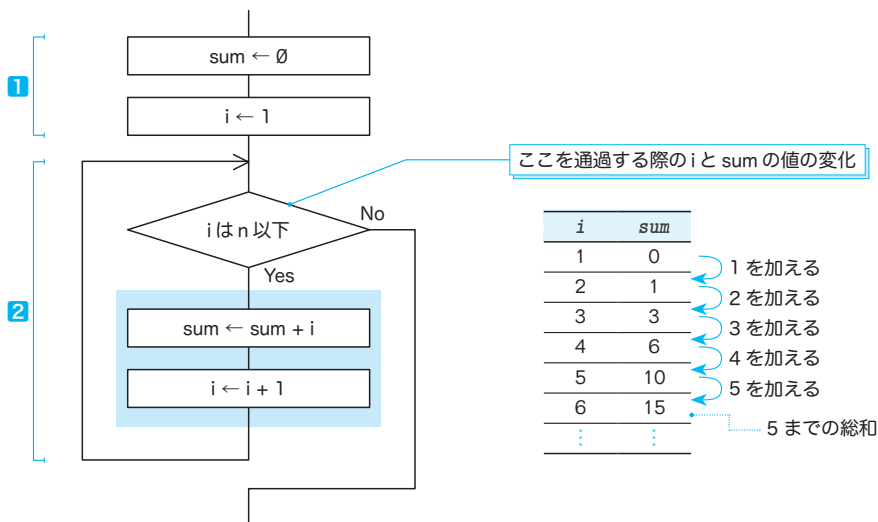 1
sum ← 0
i ← 1
2
i は n 以下
No
Yes
sum ← sum + i
i ← i + 1
ここを通過する際の i と sum の値の変化
i sum
1 0
2 1
3 3
4 6
5 10
6 15
⋮ ⋮
1 を加える
2 を加える
3 を加える
4 を加える
5 を加える
5 までの総和